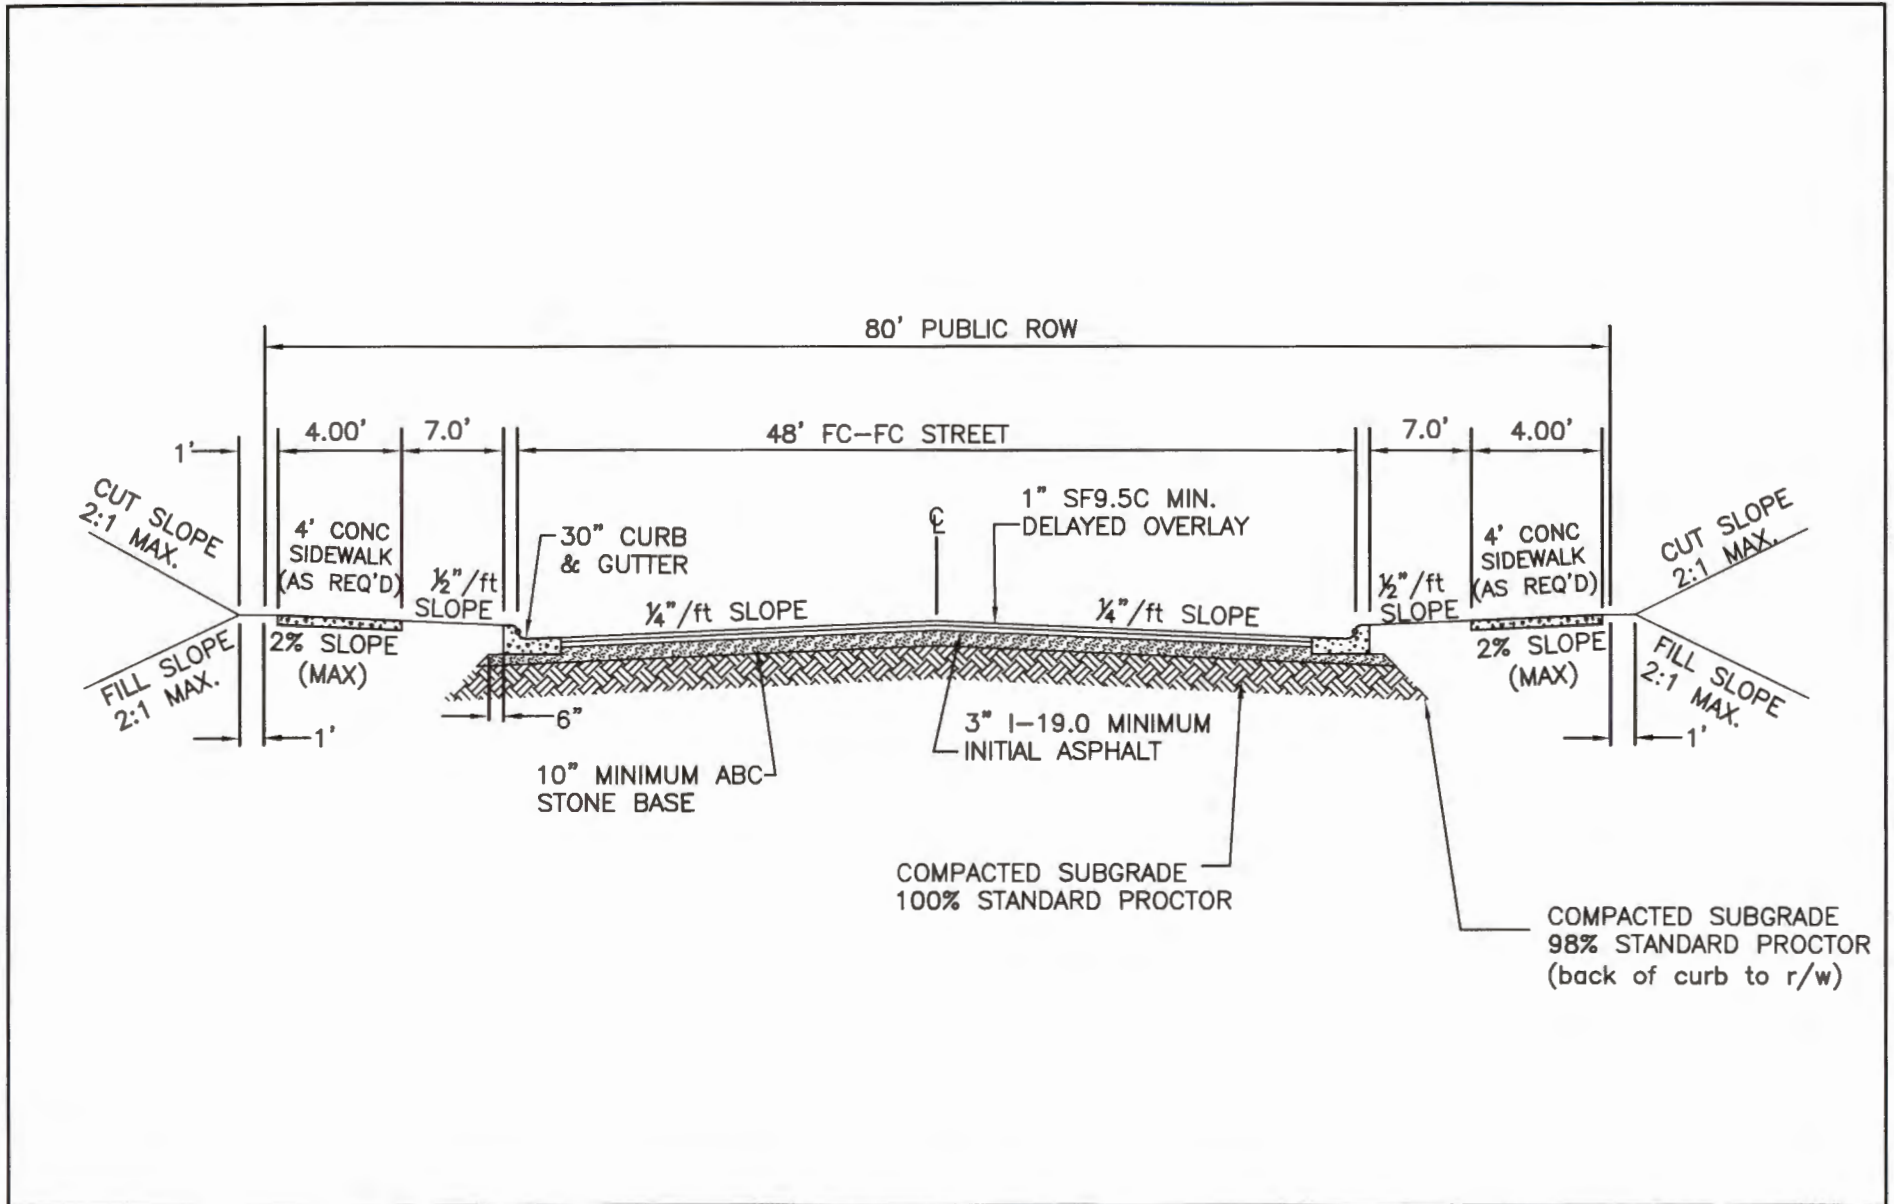 80' PUBLIC ROW
1'
4.00'
7.0'
48' FC-FC STREET
7.0'
4.00'
CUT SLOPE
2:1 MAX.
4' CONC
SIDEWALK
(AS REQ'D)
½"/ft
SLOPE
30" CURB
& GUTTER
℄
1" SF9.5C MIN.
DELAYED OVERLAY
½"/ft
SLOPE
4' CONC
SIDEWALK
(AS REQ'D)
CUT SLOPE
2:1 MAX.
¼"/ft SLOPE
¼"/ft SLOPE
FILL SLOPE
2:1 MAX.
2% SLOPE
(MAX)
2% SLOPE
(MAX)
FILL SLOPE
2:1 MAX.
1'
6"
3" I-19.0 MINIMUM
INITIAL ASPHALT
1'
10" MINIMUM ABC
STONE BASE
COMPACTED SUBGRADE
100% STANDARD PROCTOR
COMPACTED SUBGRADE
98% STANDARD PROCTOR
(back of curb to r/w)